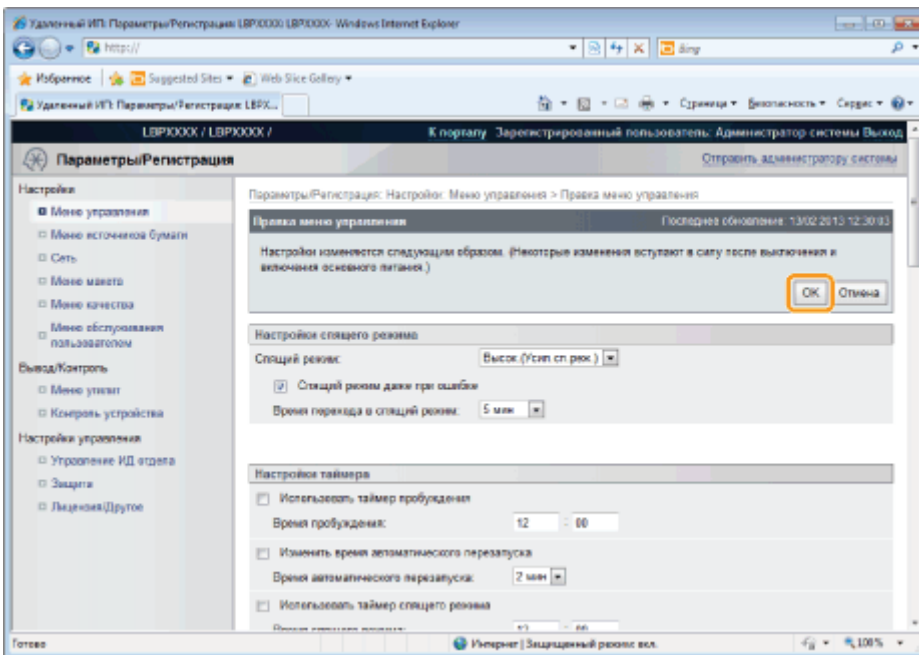 Удаленный ИП: Параметры/Регистрация: LBPXXXX LBPXXXX- Windows Internet Explorer
http://
Bing
Избранное Suggested Sites Web Slice Gallery
Удаленный ИП: Параметры/Регистрация: LBPX...
Страница Безопасность Сервис
LBPXXXX / LBPXXXX /
К порталу Зарегистрированный пользователь: Администратор системы Выход
Параметры/Регистрация
Отправить администратору системы
Настройки
Меню управления
Меню источников бумаги
Сеть
Меню макета
Меню качества
Меню обслуживания
пользователем
Вывод/Контроль
Меню утилит
Контроль устройства
Настройки управления
Управление ИД отдела
Защита
Лицензия/Другое
Параметры/Регистрация: Настройки: Меню управления > Правка меню управления
Правка меню управления
Последнее обновление: 13/02 2013 12:30:03
Настройки изменяются следующим образом. (Некоторые изменения вступают в силу после выключения и
включения основного питания.)
OK Отмена
Настройки спящего режима
Спящий режим: Высок.(Усил сп.реж.)
Спящий режим даже при ошибке
Время перехода в спящий режим: 5 мин
Настройки таймера
Использовать таймер пробуждения
Время пробуждения: 12 : 00
Изменить время автоматического перезапуска
Время автоматического перезапуска: 2 мин
Использовать таймер спящего режима
Готово
Интернет | Защищенный режим: вкл.
100%